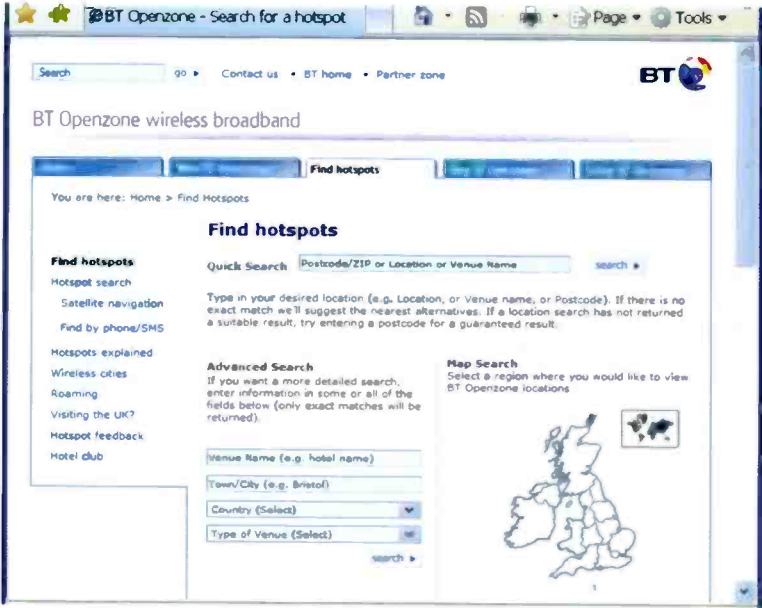 BT Openzone - Search for a hotspot
Page
Tools
Search
go
Contact us • BT home • Partner zone
BT
BT Openzone wireless broadband
Find hotspots
You are here: Home > Find Hotspots
Find hotspots
Find hotspots
Hotspot search
Satellite navigation
Find by phone/SMS
Hotspots explained
Wireless cities
Roaming
Visiting the UK?
Hotspot feedback
Hotel club
Quick Search
Postcode/ZIP or Location or Venue Name
search
Type in your desired location (e.g. Location, or Venue name, or Postcode). If there is no
exact match we'll suggest the nearest alternatives. If a location search has not returned
a suitable result, try entering a postcode for a guaranteed result.
Advanced Search
If you want a more detailed search,
enter information in some or all of the
fields below (only exact matches will be
returned).
Venue Name (e.g. hotel name)
Town/City (e.g. Bristol)
Country (Select)
Type of Venue (Select)
search
Map Search
Select a region where you would like to view
BT Openzone locations